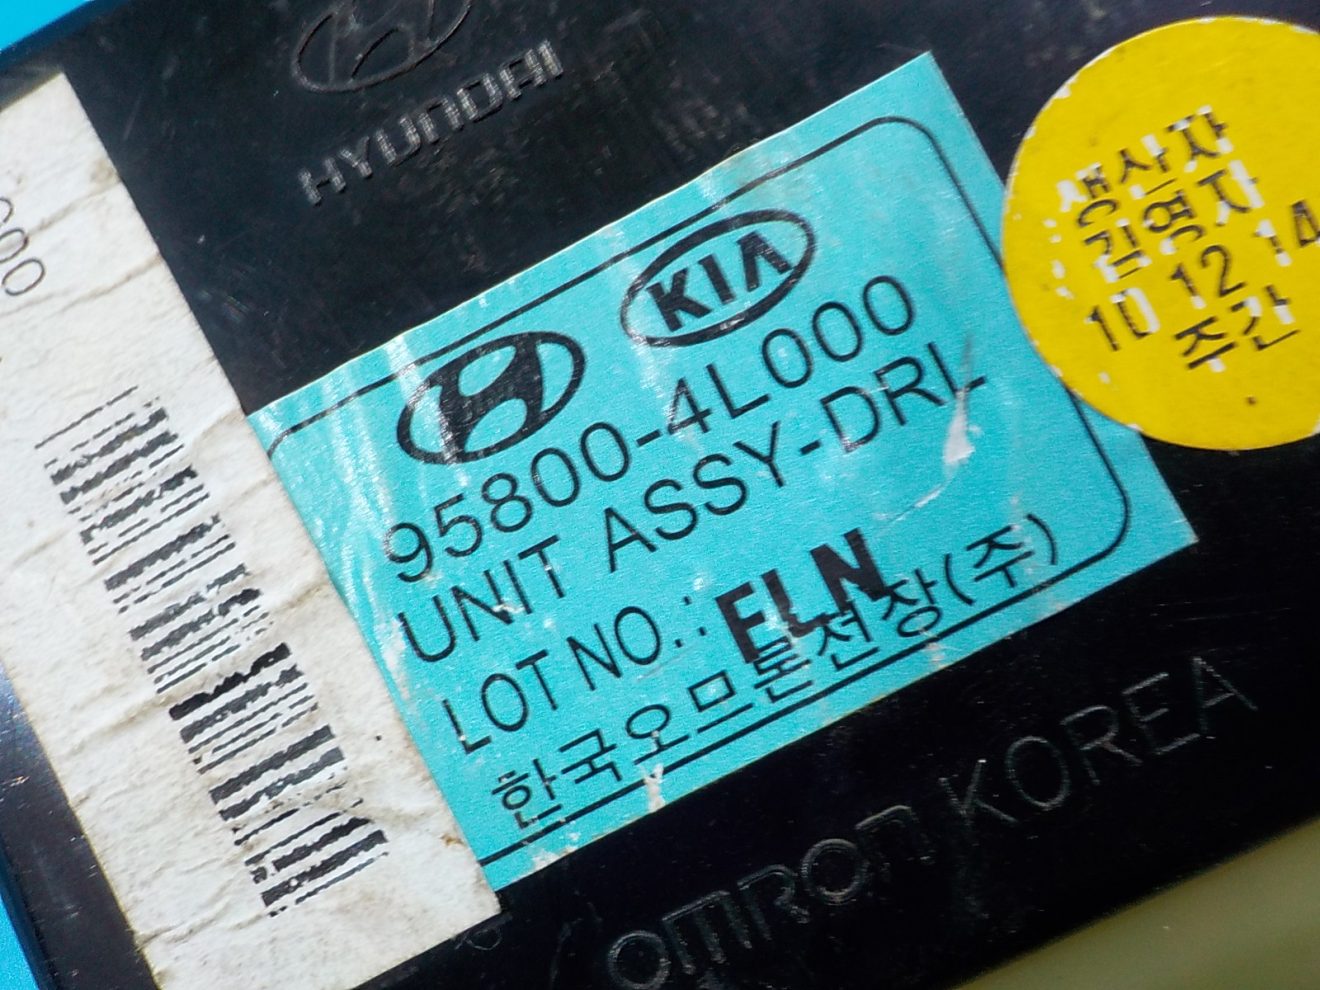 HYUNDAI
000
KIA
95800-4L000
UNIT ASSY-DRL
LOT NO.: ELN
한국오므론전장(주)
생산자
김영자
10 12 14
주간
OMRON KOREA